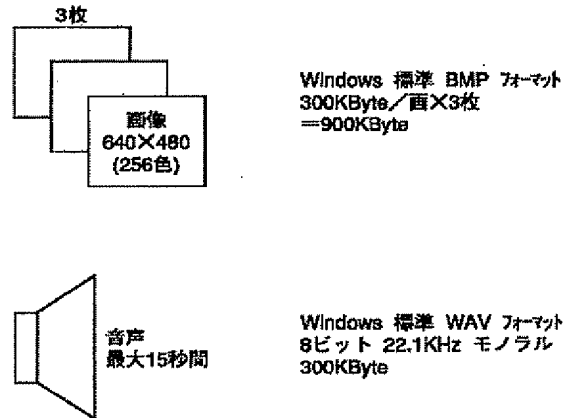 3枚
画像
640×480
(256色)
Windows 標準 BMP フォーマット
300KByte／画×3枚
＝900KByte
音声
最大15秒間
Windows 標準 WAV フォーマット
8ビット 22.1KHz モノラル
300KByte